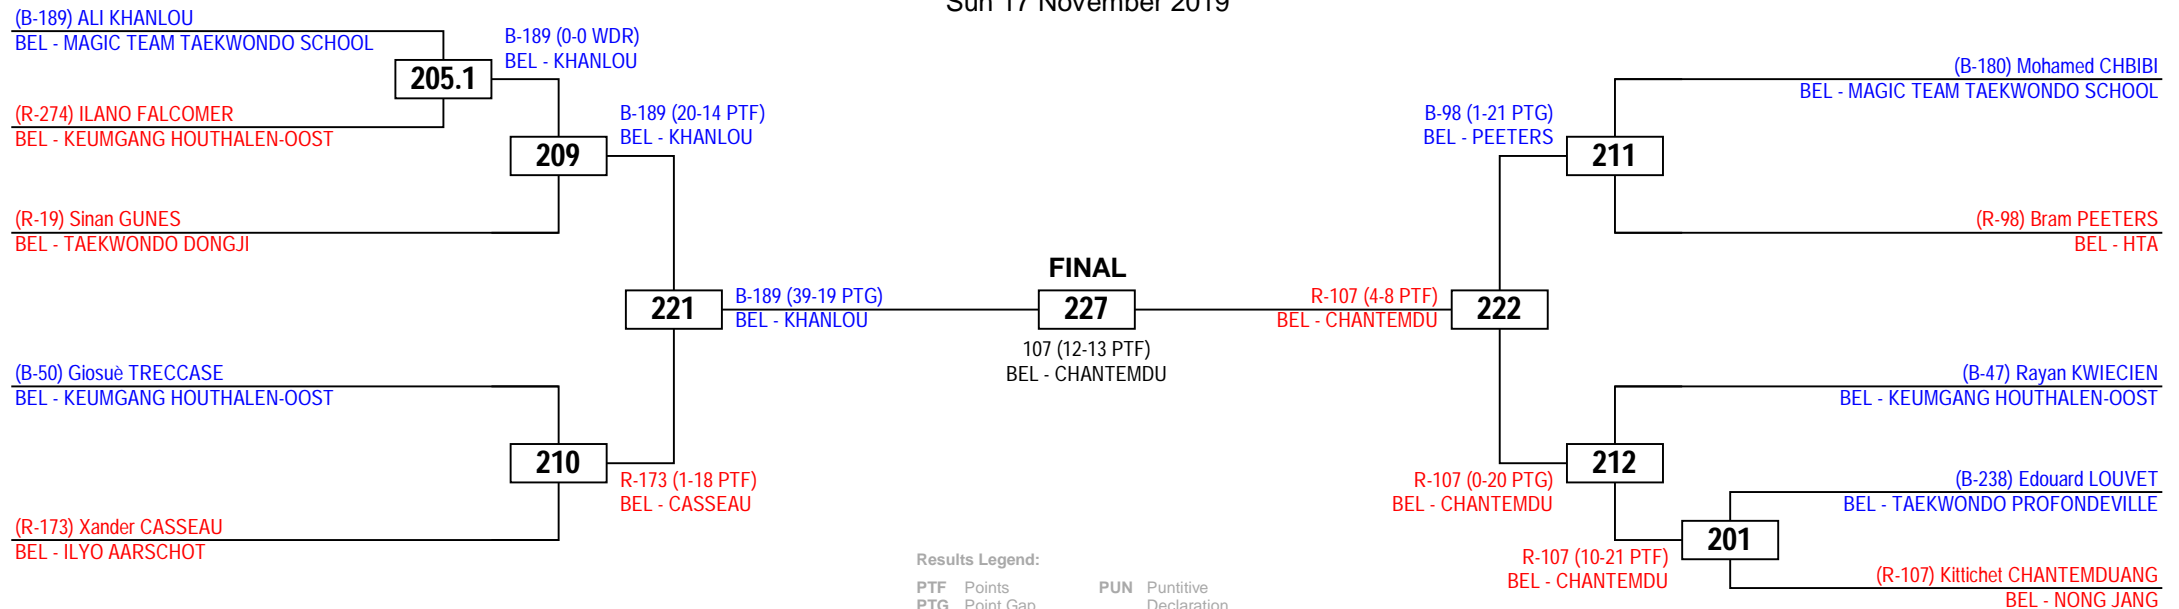 Sun 17 November 2019
(B-189) ALI KHANLOU
BEL - MAGIC TEAM TAEKWONDO SCHOOL
205.1
B-189 (0-0 WDR)
BEL - KHANLOU
(R-274) ILANO FALCOMER
BEL - KEUMGANG HOUTHALEN-OOST
209
B-189 (20-14 PTF)
BEL - KHANLOU
(R-19) Sinan GUNES
BEL - TAEKWONDO DONGJI
221
B-189 (39-19 PTG)
BEL - KHANLOU
(B-50) Giosuè TRECCASE
BEL - KEUMGANG HOUTHALEN-OOST
210
R-173 (1-18 PTF)
BEL - CASSEAU
(R-173) Xander CASSEAU
BEL - ILYO AARSCHOT
FINAL
227
107 (12-13 PTF)
BEL - CHANTEMDU
(B-180) Mohamed CHBIBI
BEL - MAGIC TEAM TAEKWONDO SCHOOL
B-98 (1-21 PTG)
BEL - PEETERS
211
(R-98) Bram PEETERS
BEL - HTA
R-107 (4-8 PTF)
BEL - CHANTEMDU
222
(B-47) Rayan KWIECIEN
BEL - KEUMGANG HOUTHALEN-OOST
212
R-107 (0-20 PTG)
BEL - CHANTEMDU
(B-238) Edouard LOUVET
BEL - TAEKWONDO PROFONDEVILLE
201
R-107 (10-21 PTF)
BEL - CHANTEMDU
(R-107) Kittichet CHANTEMDUANG
BEL - NONG JANG
Results Legend:
PTF Points PUN Puntitive
PTG Point Gap Declaration